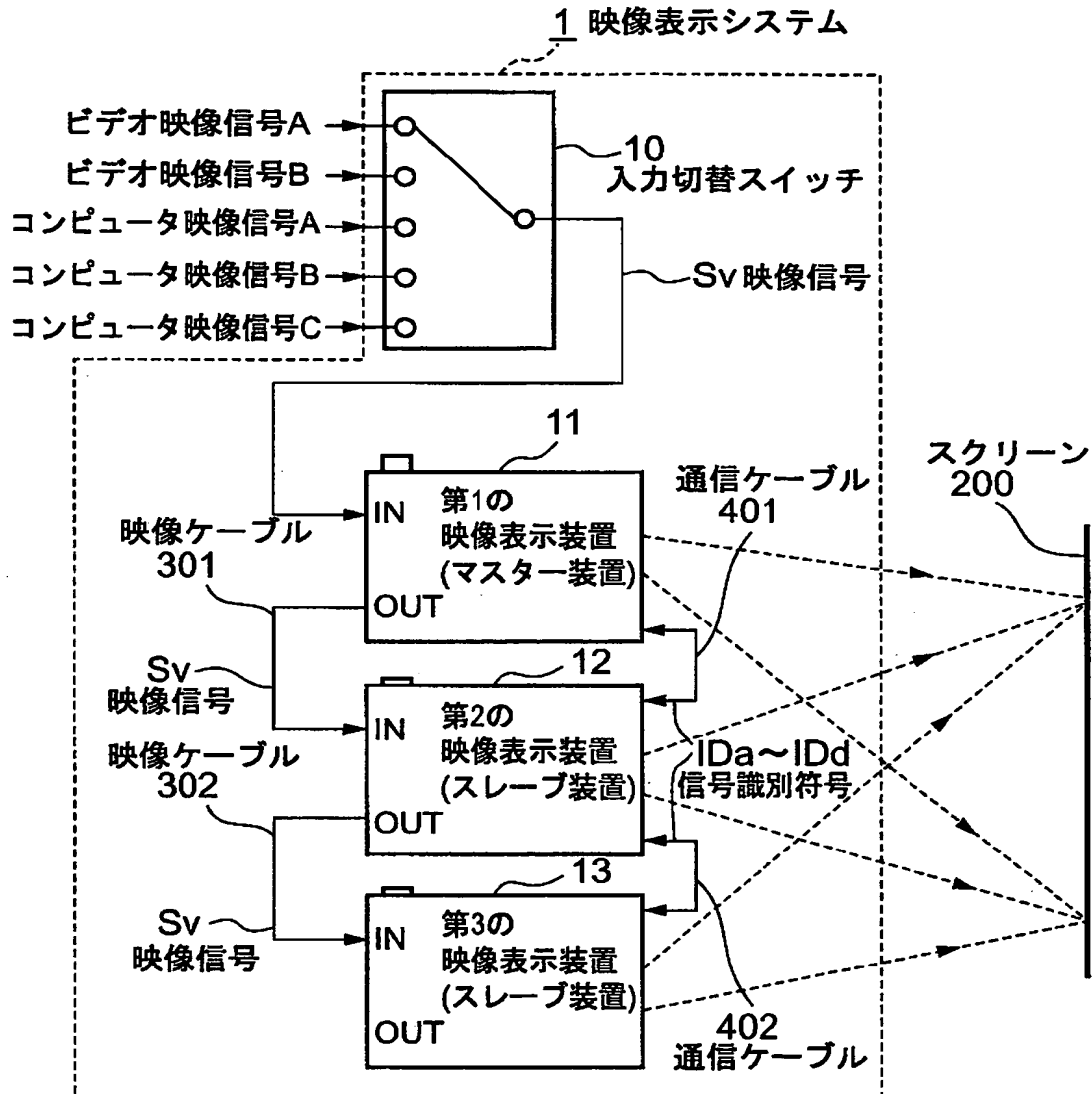 1 映像表示システム
ビデオ映像信号A
ビデオ映像信号B
コンピュータ映像信号A
コンピュータ映像信号B
コンピュータ映像信号C
10
入力切替スイッチ
Sv 映像信号
11
IN
第1の
映像表示装置
(マスター装置)
OUT
映像ケーブル
301
通信ケーブル
401
スクリーン
200
Sv
映像信号
12
IN
第2の
映像表示装置
(スレーブ装置)
OUT
映像ケーブル
302
IDa〜IDd
信号識別符号
Sv
映像信号
13
IN
第3の
映像表示装置
(スレーブ装置)
OUT
402
通信ケーブル